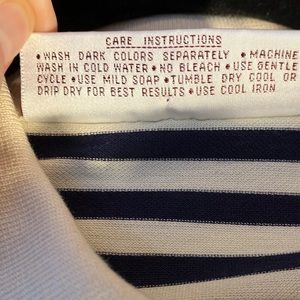 CARE INSTRUCTIONS
•WASH DARK COLORS SEPARATELY •MACHINE
WASH IN COLD WATER •NO BLEACH •USE GENTLE
CYCLE •USE MILD SOAP •TUMBLE DRY COOL OR
DRIP DRY FOR BEST RESULTS •USE COOL IRON